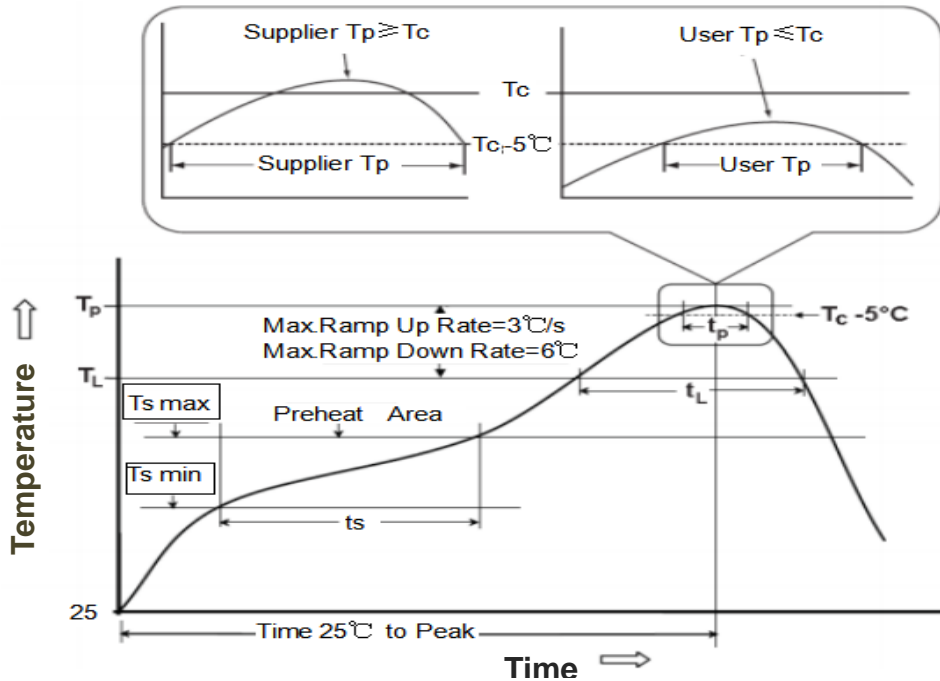 Supplier Tp≥Tc
User Tp≤Tc
Tc
Tc-5℃
Supplier Tp
User Tp
TP
TC -5°C
Max.Ramp Up Rate=3℃/s
Max.Ramp Down Rate=6℃
tP
TL
tL
Ts max
Preheat Area
Ts min
ts
Temperature
25
Time 25℃ to Peak
Time